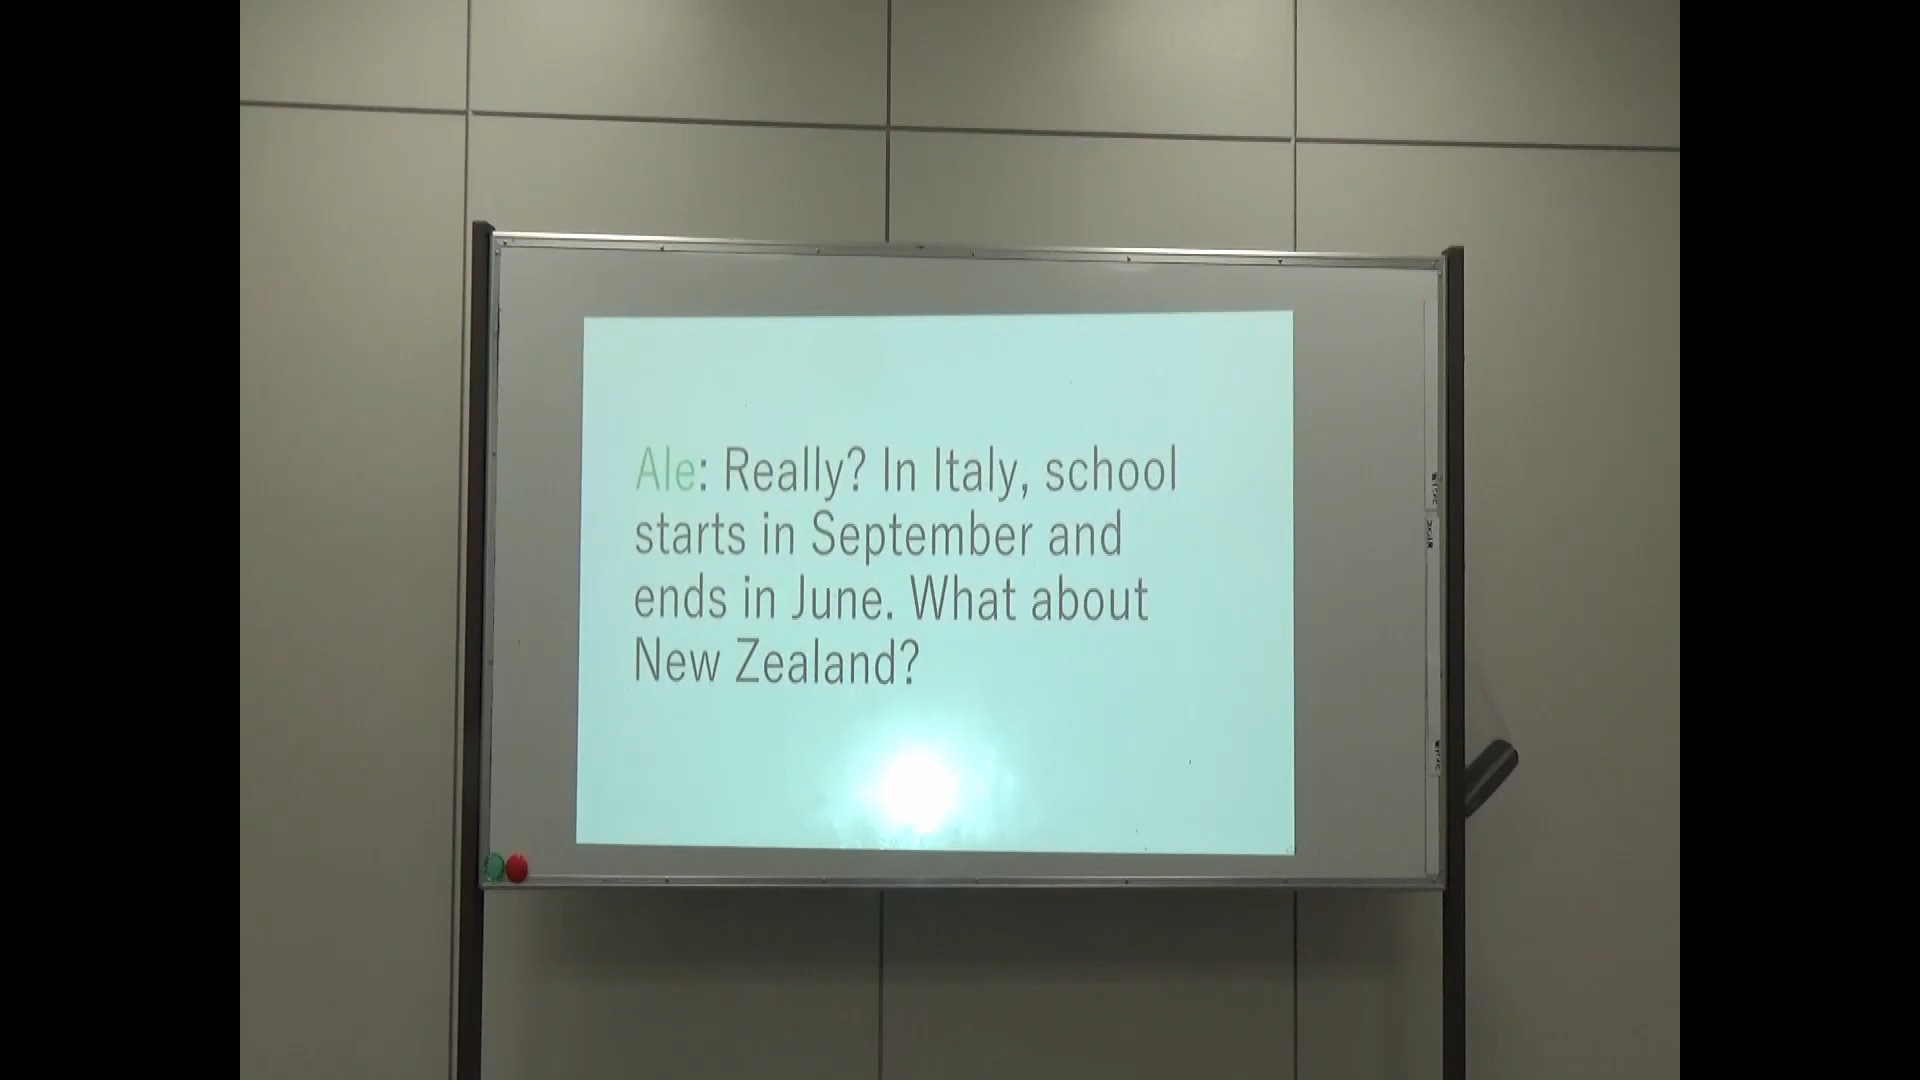 Ale: Really? In Italy, school
starts in September and
ends in June. What about
New Zealand?